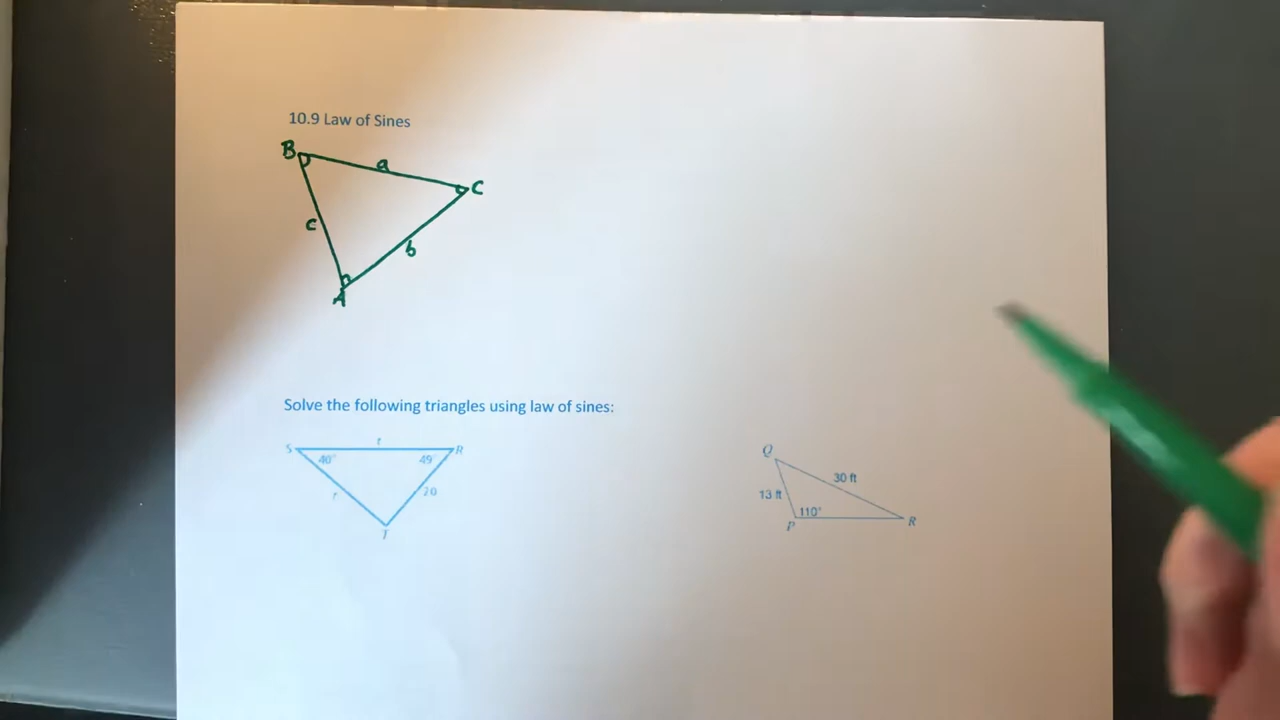 10.9 Law of Sines
B
a
C
c
b
A
Solve the following triangles using law of sines:
S
t
R
40°
49°
r
20
T
Q
30 ft
13 ft
110°
P
R